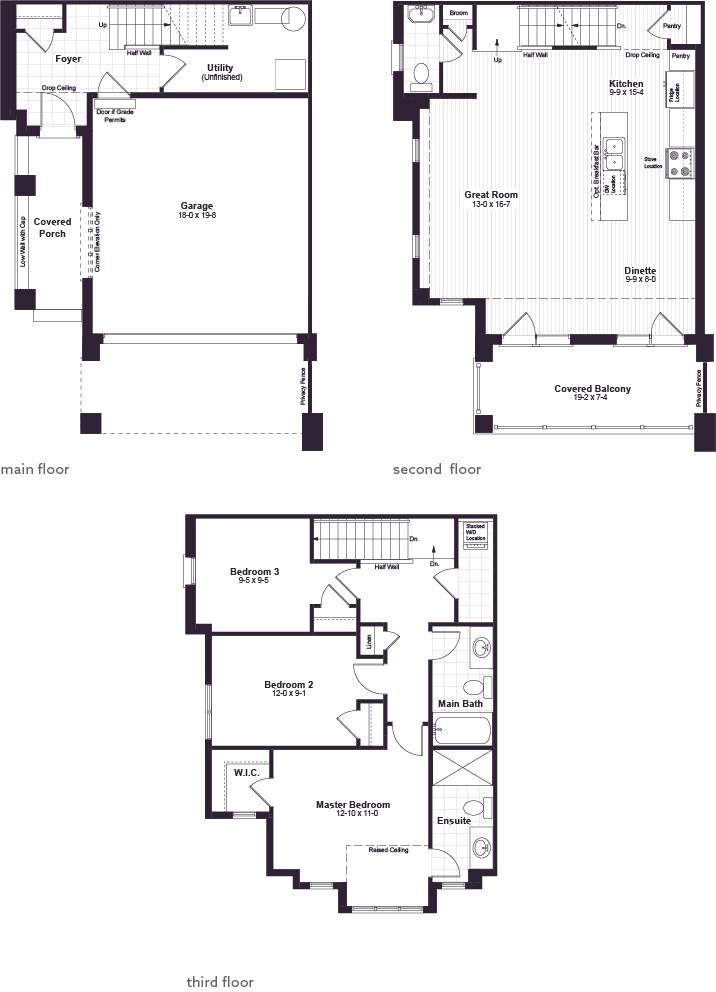 Up
Half Wall
Foyer
Utility
(Unfinished)
Drop Ceiling
Door if Grade
Permits
Garage
18-0 x 19-8
Covered
Porch
Low Wall with Cap
Corner Elevation Only
Privacy Fence
main floor
Broom
Up
Half Wall
Dn.
Drop Ceiling
Pantry
Pantry
Kitchen
9-9 x 15-4
Fridge
Location
Stove
Location
Opt. Breakfast Bar
DW
Location
Great Room
13-0 x 16-7
Dinette
9-9 x 8-0
Covered Balcony
19-2 x 7-4
Privacy Fence
second floor
Stacked
W/D
Location
Dn.
Dn.
Half Wall
Bedroom 3
9-5 x 9-5
Linen
Bedroom 2
12-0 x 9-1
Main Bath
W.I.C.
Master Bedroom
12-10 x 11-0
Ensuite
Raised Ceiling
third floor